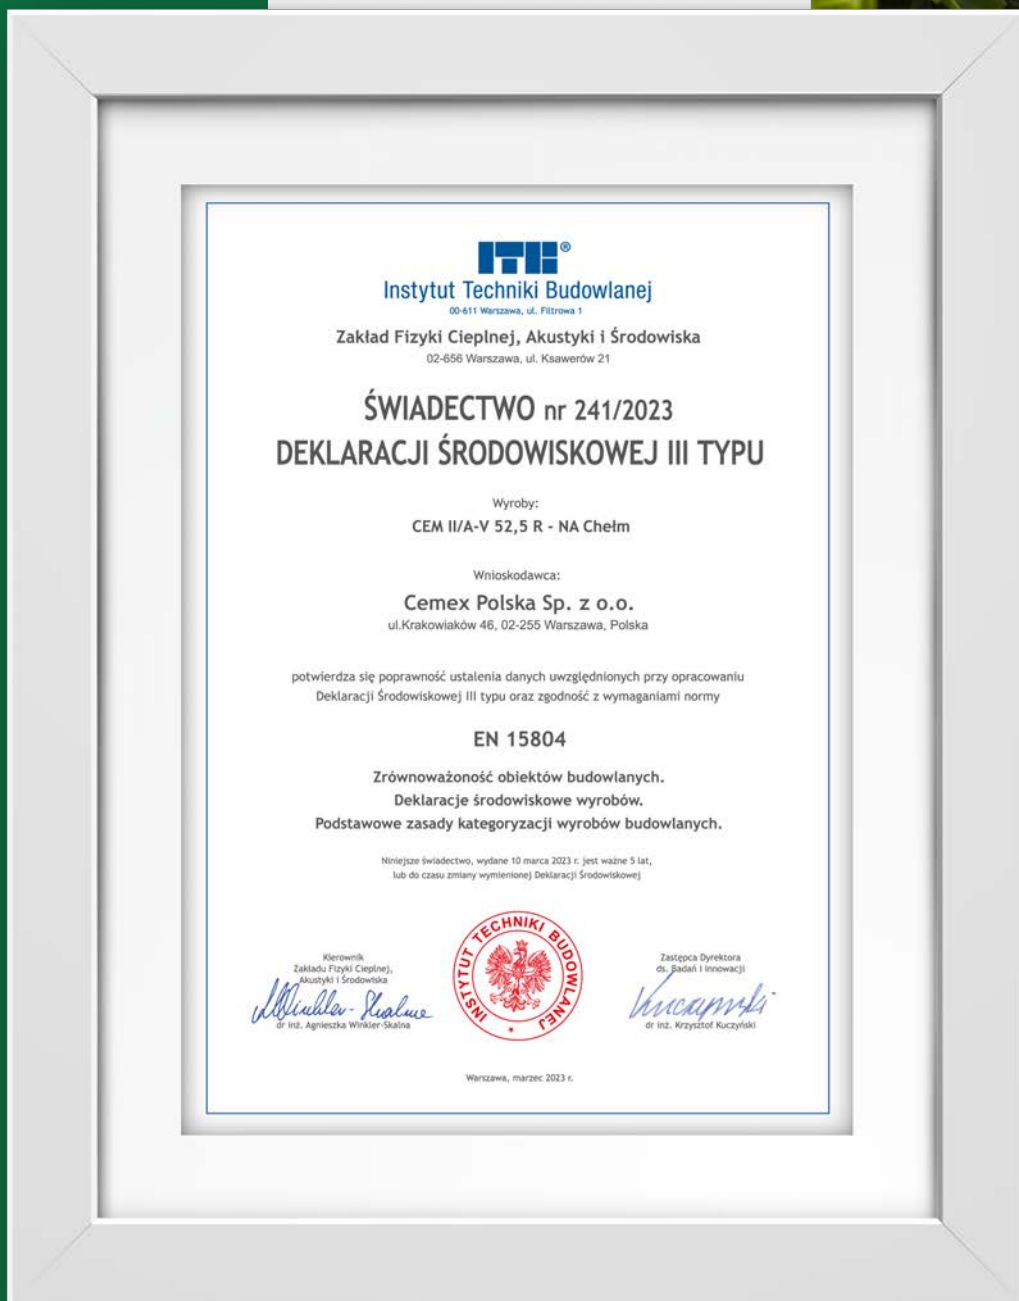 ITB®
Instytut Techniki Budowlanej
00-611 Warszawa, ul. Filtrowa 1
Zakład Fizyki Cieplnej, Akustyki i Środowiska
02-656 Warszawa, ul. Ksawerów 21
ŚWIADECTWO nr 241/2023
DEKLARACJI ŚRODOWISKOWEJ III TYPU
Wyroby:
CEM II/A-V 52,5 R - NA Chełm
Wnioskodawca:
Cemex Polska Sp. z o.o.
ul.Krakowiaków 46, 02-255 Warszawa, Polska
potwierdza się poprawność ustalenia danych uwzględnionych przy opracowaniu
Deklaracji Środowiskowej III typu oraz zgodność z wymaganiami normy
EN 15804
Zrównoważoność obiektów budowlanych.
Deklaracje środowiskowe wyrobów.
Podstawowe zasady kategoryzacji wyrobów budowlanych.
Niniejsze świadectwo, wydane 10 marca 2023 r. jest ważne 5 lat,
lub do czasu zmiany wymienionej Deklaracji Środowiskowej
Kierownik
Zakładu Fizyki Cieplnej,
Akustyki i Środowiska
Winkler-Skalna
dr inż. Agnieszka Winkler-Skalna
INSTYTUT TECHNIKI BUDOWLANEJ
Zastępca Dyrektora
ds. Badań i Innowacji
Kuczyński
dr inż. Krzysztof Kuczyński
Warszawa, marzec 2023 r.